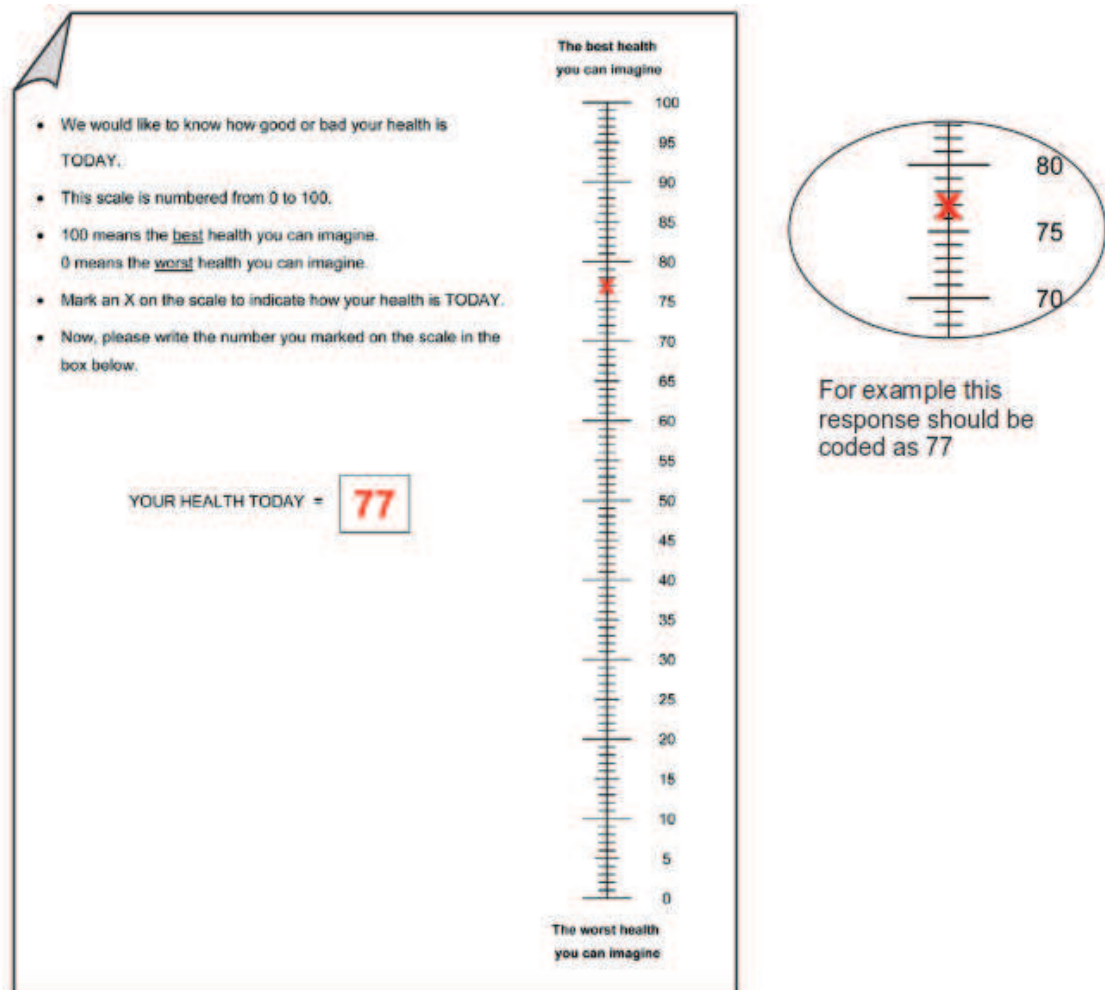 The best health
you can imagine
• We would like to know how good or bad your health is
TODAY.
• This scale is numbered from 0 to 100.
• 100 means the best health you can imagine.
0 means the worst health you can imagine.
• Mark an X on the scale to indicate how your health is TODAY.
• Now, please write the number you marked on the scale in the
box below.
YOUR HEALTH TODAY = 77
100
95
90
85
80
X
75
70
65
60
55
50
45
40
35
30
25
20
15
10
5
0
The worst health
you can imagine
80
X
75
70
For example this
response should be
coded as 77